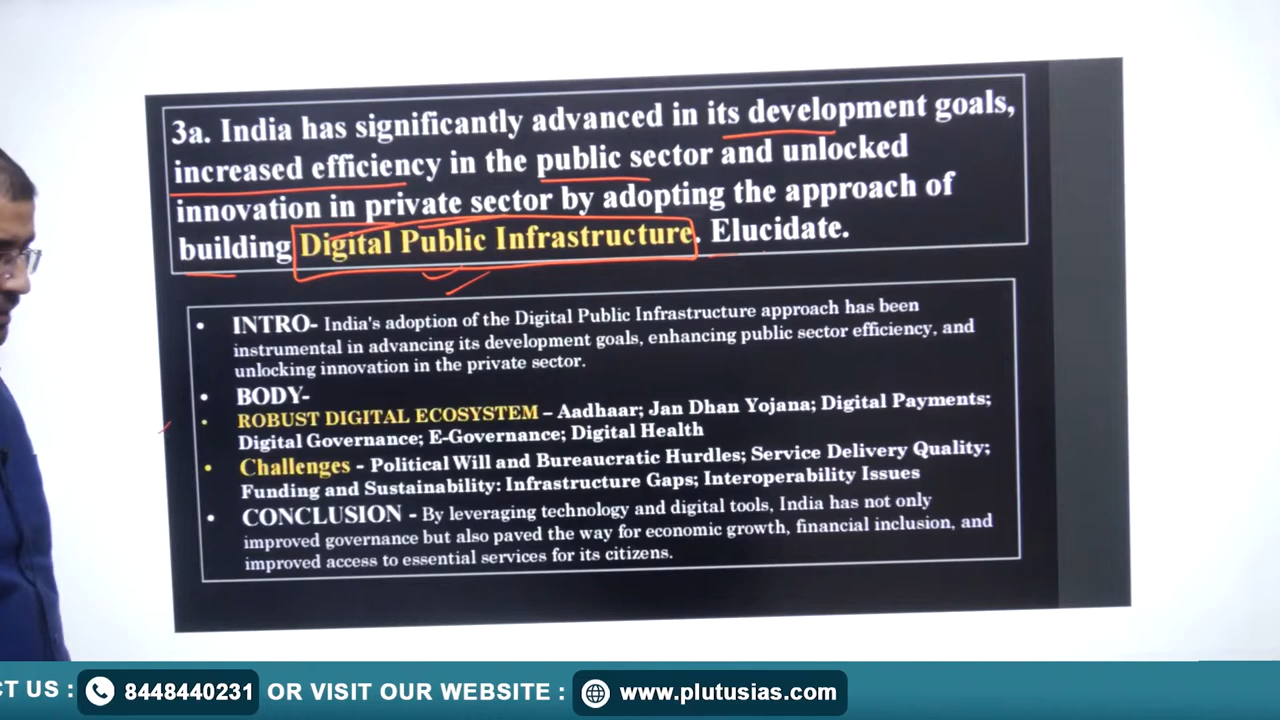 3a. India has significantly advanced in its development goals,
increased efficiency in the public sector and unlocked
innovation in private sector by adopting the approach of
building Digital Public Infrastructure. Elucidate.
• INTRO- India's adoption of the Digital Public Infrastructure approach has been
instrumental in advancing its development goals, enhancing public sector efficiency, and
unlocking innovation in the private sector.
• BODY-
• ROBUST DIGITAL ECOSYSTEM – Aadhaar; Jan Dhan Yojana; Digital Payments;
Digital Governance; E-Governance; Digital Health
• Challenges - Political Will and Bureaucratic Hurdles; Service Delivery Quality;
Funding and Sustainability: Infrastructure Gaps; Interoperability Issues
• CONCLUSION - By leveraging technology and digital tools, India has not only
improved governance but also paved the way for economic growth, financial inclusion, and
improved access to essential services for its citizens.
CT US : 8448440231 OR VISIT OUR WEBSITE : www.plutusias.com